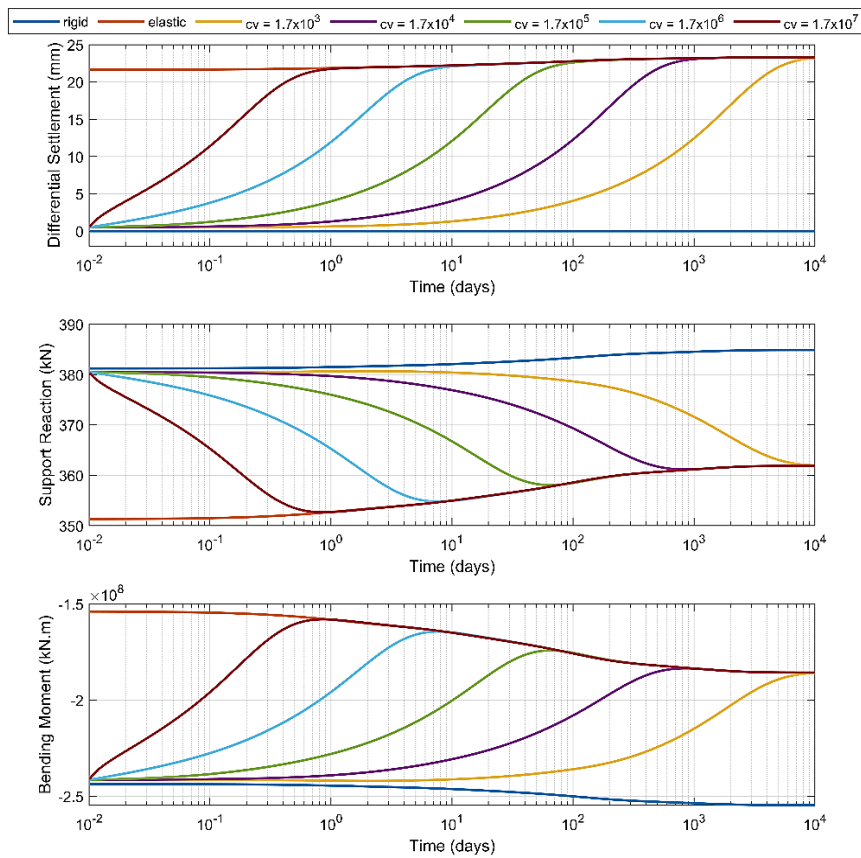 rigid elastic cv = 1.7x10³ cv = 1.7x10⁴ cv = 1.7x10⁵ cv = 1.7x10⁶ cv = 1.7x10⁷
Differential Settlement (mm)
25
20
15
10
5
0
10⁻² 10⁻¹ 10⁰ 10¹ 10² 10³ 10⁴
Time (days)
Support Reaction (kN)
390
380
370
360
350
10⁻² 10⁻¹ 10⁰ 10¹ 10² 10³ 10⁴
Time (days)
Bending Moment (kN.m)
×10⁸
-1.5
-2
-2.5
10⁻² 10⁻¹ 10⁰ 10¹ 10² 10³ 10⁴
Time (days)